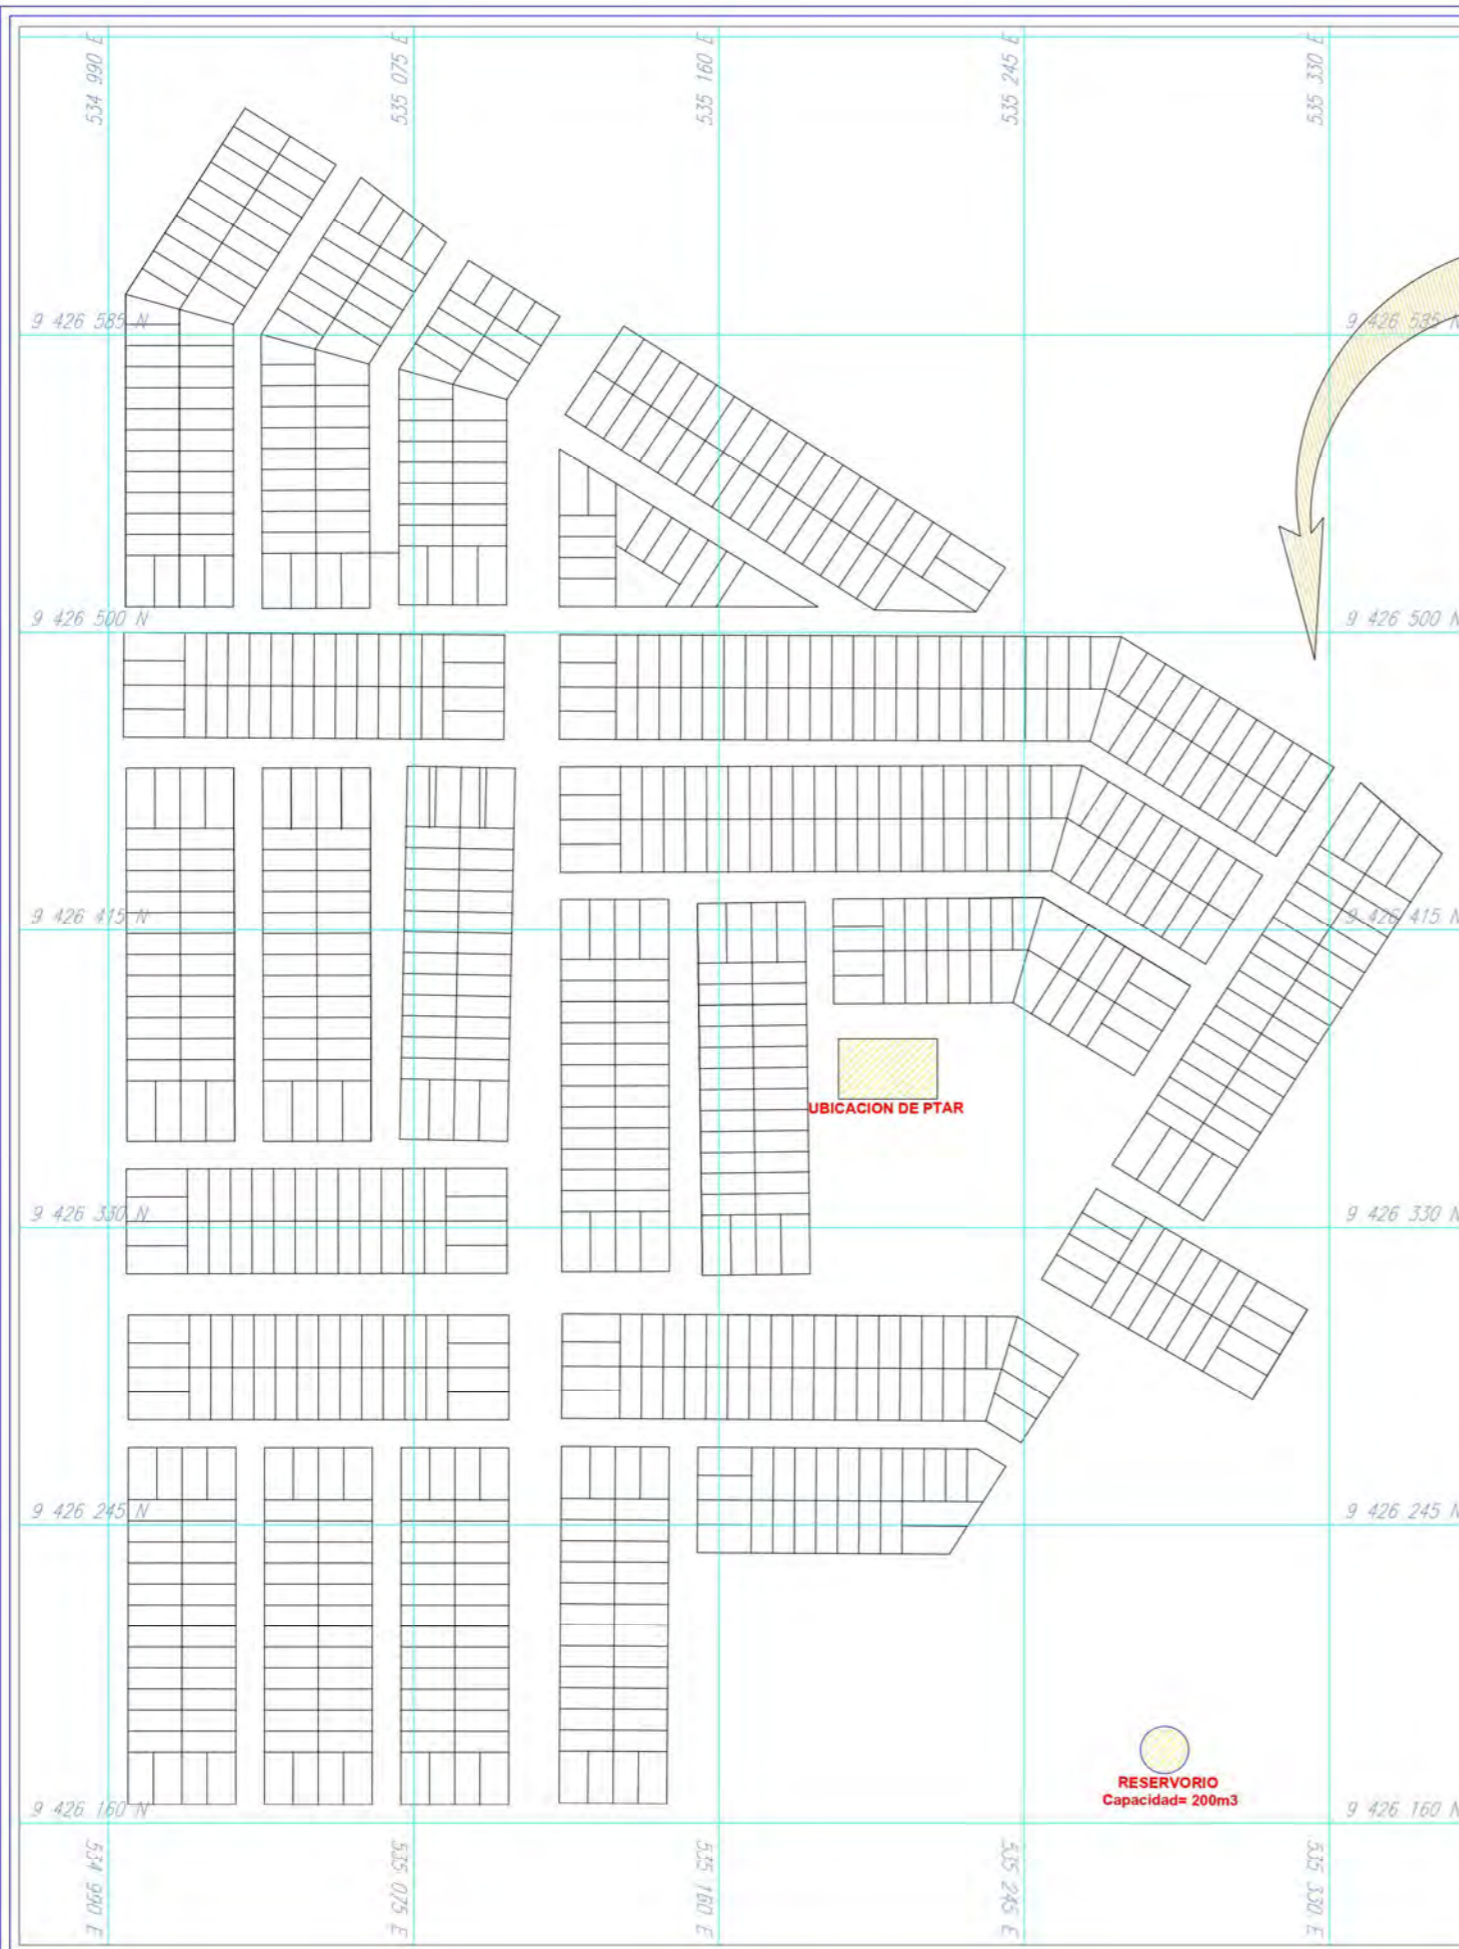 534 990 E
535 075 E
535 160 E
535 245 E
535 330 E
9 426 585 N
9 426 585 N
9 426 500 N
9 426 500 N
9 426 415 N
9 426 415 N
UBICACION DE PTAR
9 426 330 N
9 426 330 N
9 426 245 N
9 426 245 N
RESERVORIO
Capacidad= 200m3
9 426 160 N
9 426 160 N
534 990 E
535 075 E
535 160 E
535 245 E
535 330 E